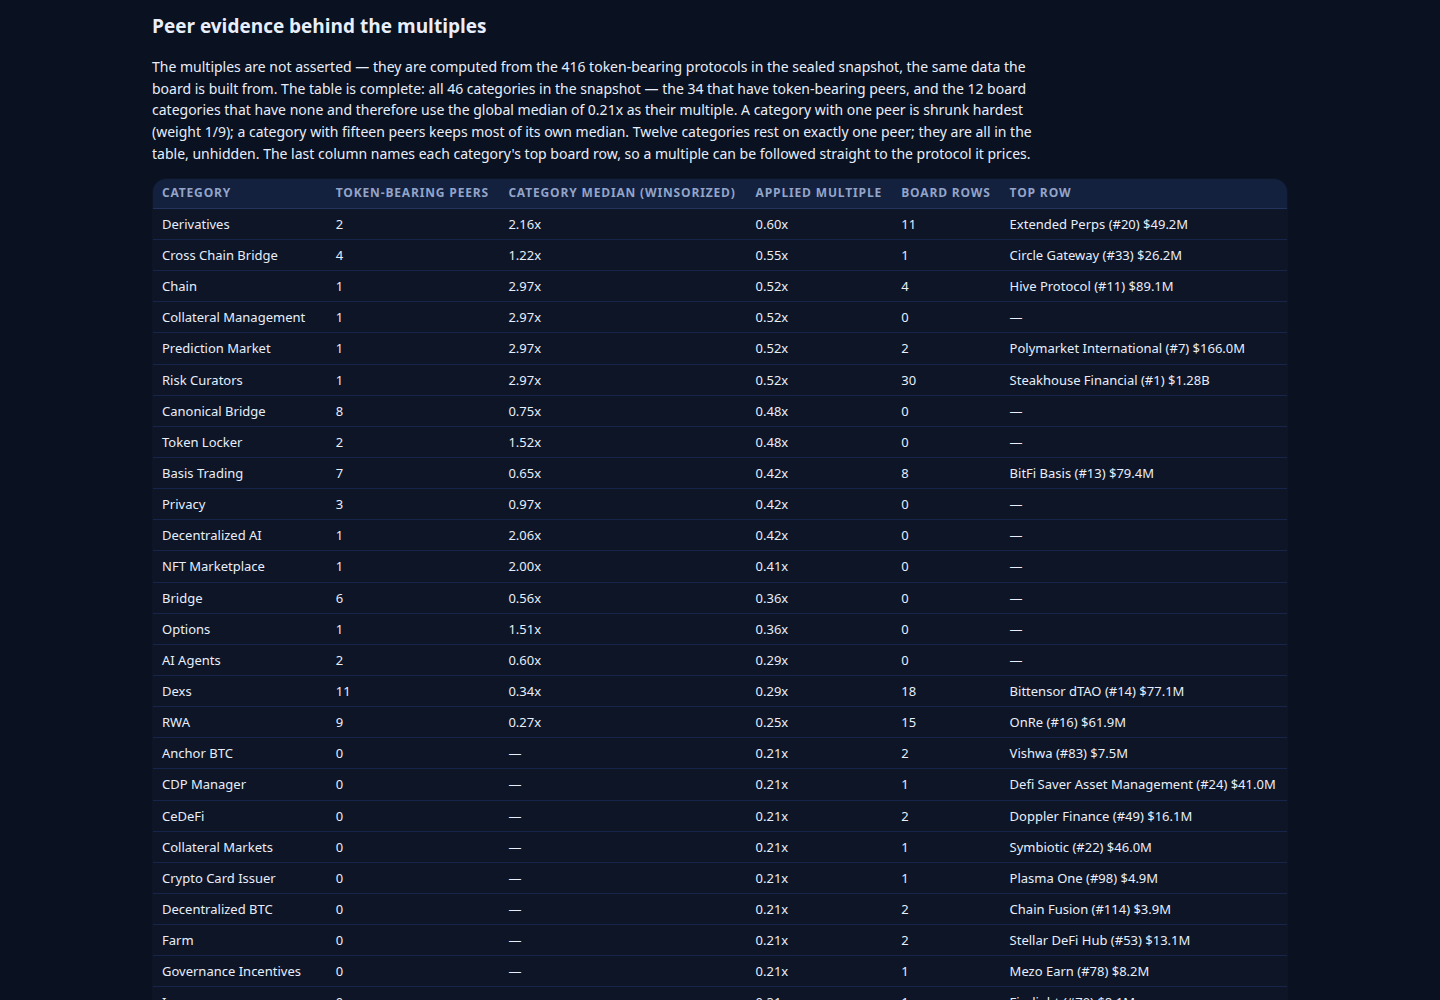 Peer evidence behind the multiples
The multiples are not asserted — they are computed from the 416 token-bearing protocols in the sealed snapshot, the same data the
board is built from. The table is complete: all 46 categories in the snapshot — the 34 that have token-bearing peers, and the 12 board
categories that have none and therefore use the global median of 0.21x as their multiple. A category with one peer is shrunk hardest
(weight 1/9); a category with fifteen peers keeps most of its own median. Twelve categories rest on exactly one peer; they are all in the
table, unhidden. The last column names each category's top board row, so a multiple can be followed straight to the protocol it prices.
CATEGORY TOKEN-BEARING PEERS CATEGORY MEDIAN (WINSORIZED) APPLIED MULTIPLE BOARD ROWS TOP ROW
Derivatives 2 2.16x 0.60x 11 Extended Perps (#20) $49.2M
Cross Chain Bridge 4 1.22x 0.55x 1 Circle Gateway (#33) $26.2M
Chain 1 2.97x 0.52x 4 Hive Protocol (#11) $89.1M
Collateral Management 1 2.97x 0.52x 0 —
Prediction Market 1 2.97x 0.52x 2 Polymarket International (#7) $166.0M
Risk Curators 1 2.97x 0.52x 30 Steakhouse Financial (#1) $1.28B
Canonical Bridge 8 0.75x 0.48x 0 —
Token Locker 2 1.52x 0.48x 0 —
Basis Trading 7 0.65x 0.42x 8 BitFi Basis (#13) $79.4M
Privacy 3 0.97x 0.42x 0 —
Decentralized AI 1 2.06x 0.42x 0 —
NFT Marketplace 1 2.00x 0.41x 0 —
Bridge 6 0.56x 0.36x 0 —
Options 1 1.51x 0.36x 0 —
AI Agents 2 0.60x 0.29x 0 —
Dexs 11 0.34x 0.29x 18 Bittensor dTAO (#14) $77.1M
RWA 9 0.27x 0.25x 15 OnRe (#16) $61.9M
Anchor BTC 0 — 0.21x 2 Vishwa (#83) $7.5M
CDP Manager 0 — 0.21x 1 Defi Saver Asset Management (#24) $41.0M
CeDeFi 0 — 0.21x 2 Doppler Finance (#49) $16.1M
Collateral Markets 0 — 0.21x 1 Symbiotic (#22) $46.0M
Crypto Card Issuer 0 — 0.21x 1 Plasma One (#98) $4.9M
Decentralized BTC 0 — 0.21x 2 Chain Fusion (#114) $3.9M
Farm 0 — 0.21x 2 Stellar DeFi Hub (#53) $13.1M
Governance Incentives 0 — 0.21x 1 Mezo Earn (#78) $8.2M